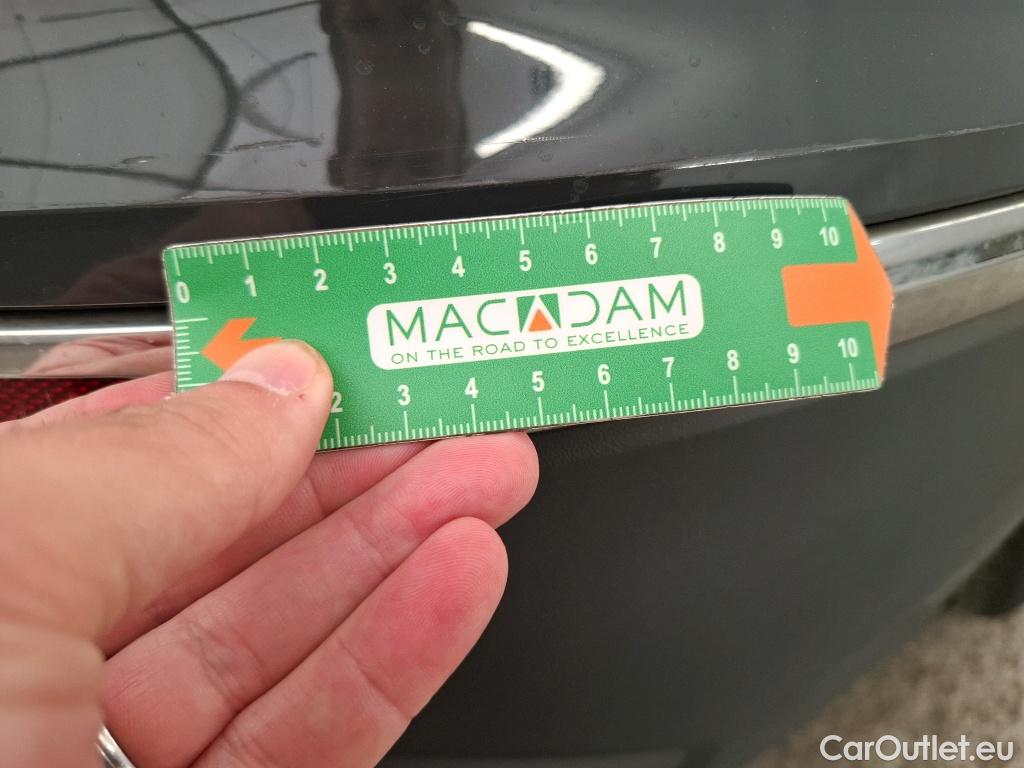 0 1 2 3 4 5 6 7 8 9 10
MACADAM
ON THE ROAD TO EXCELLENCE
2 3 4 5 6 7 8 9 10
CarOutlet.eu